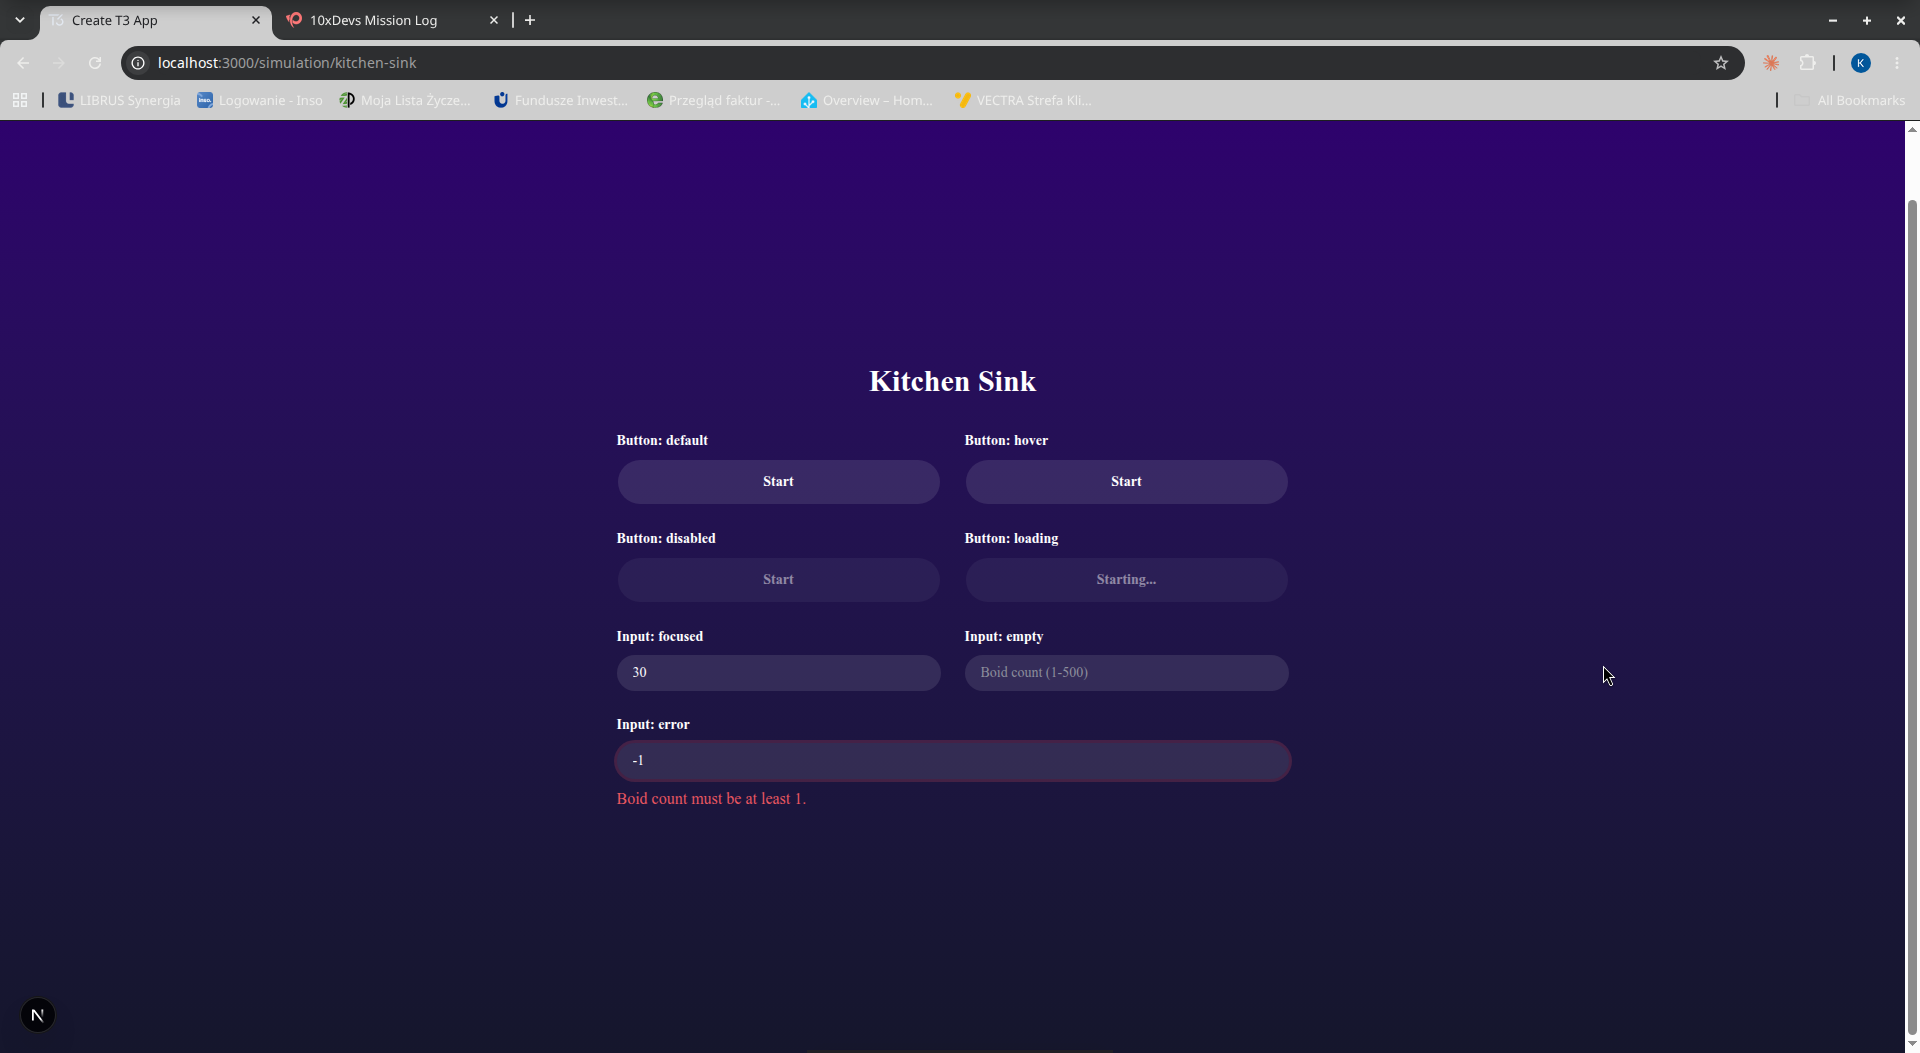 Create T3 App
10xDevs Mission Log
localhost:3000/simulation/kitchen-sink
K
LIBRUS Synergia
Logowanie - Inso
Moja Lista Życze...
Fundusze Inwest...
Przegląd faktur -...
Overview – Hom...
VECTRA Strefa Kli...
All Bookmarks
Kitchen Sink
Button: default
Button: hover
Start
Start
Button: disabled
Button: loading
Start
Starting...
Input: focused
Input: empty
30
Boid count (1-500)
Input: error
-1
Boid count must be at least 1.
N